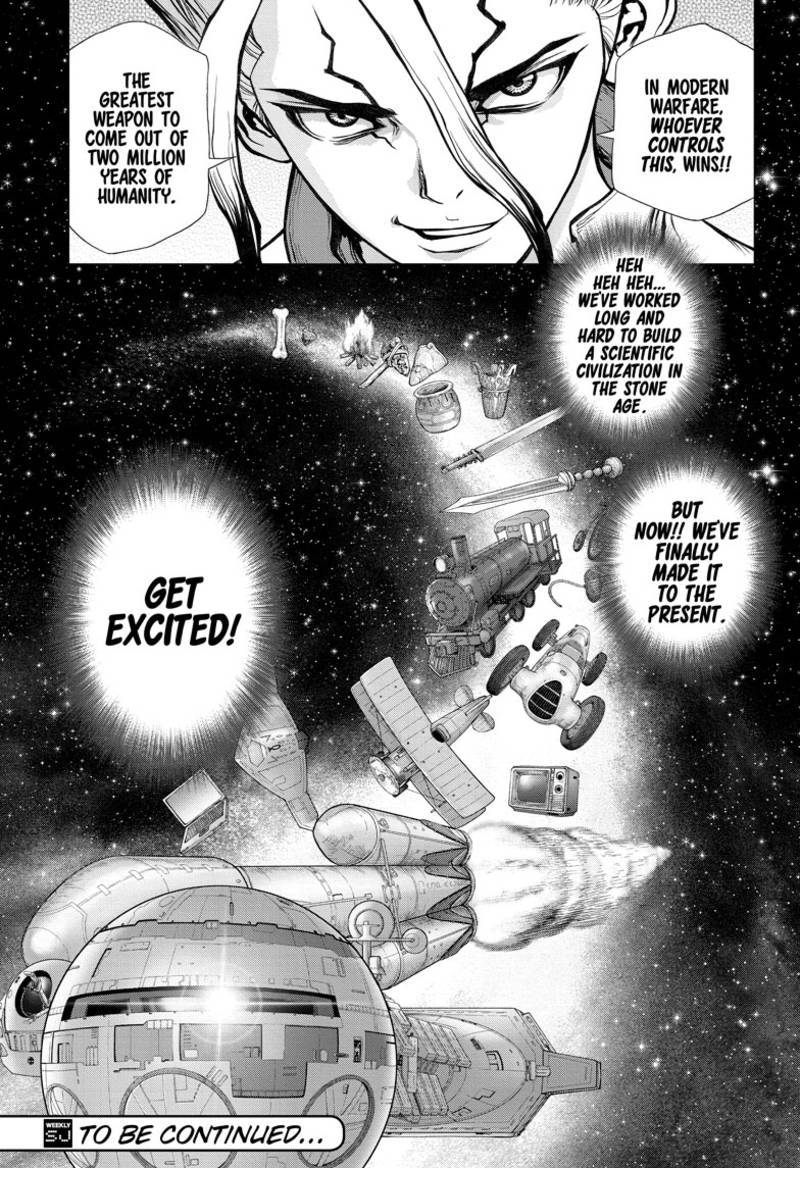 IN MODERN
WARFARE,
WHOEVER
CONTROLS
THIS, WINS!!
THE
GREATEST
WEAPON TO
COME OUT OF
TWO MILLION
YEARS OF
HUMANITY.
HEH
HEH HEH...
WE'VE WORKED
LONG AND
HARD TO BUILD
A SCIENTIFIC
CIVILIZATION IN
THE STONE
AGE.
BUT
NOW!! WE'VE
FINALLY
MADE IT
TO THE
PRESENT.
GET
EXCITED!
WEEKLY
SJ
TO BE CONTINUED...